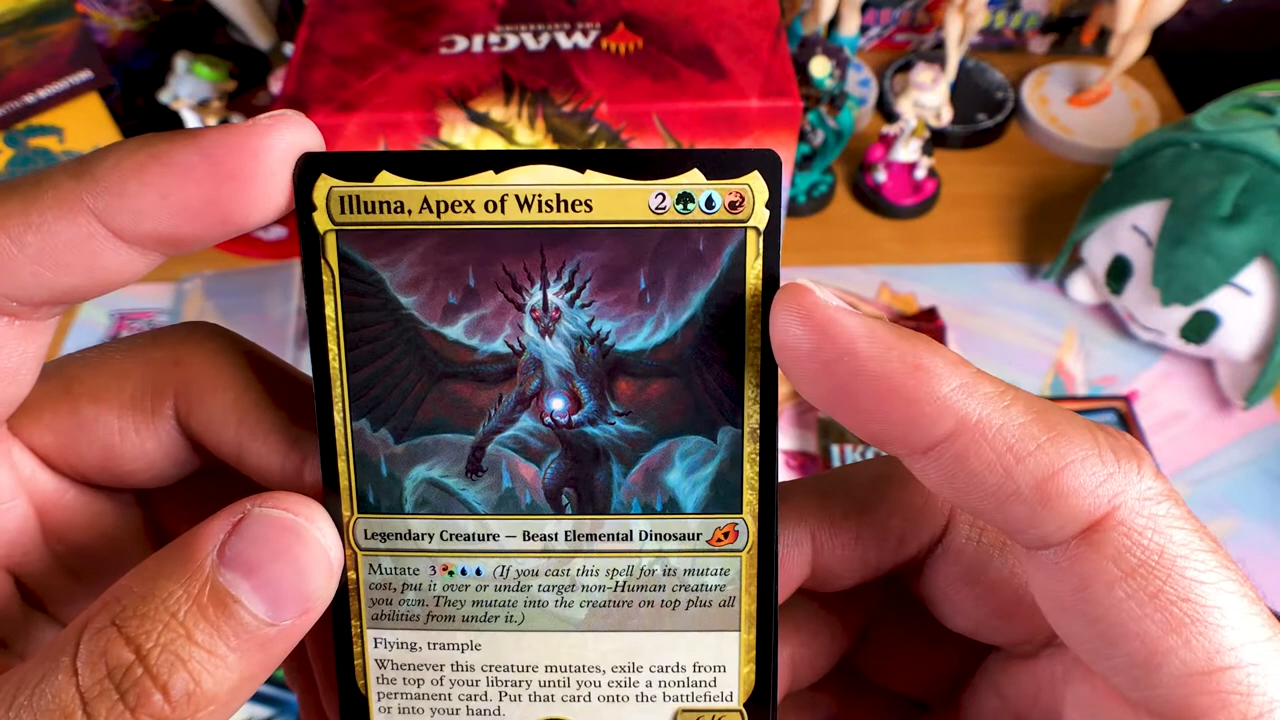 MAGIC
THE GATHERING
Illuna, Apex of Wishes 2
Legendary Creature — Beast Elemental Dinosaur
Mutate 3 (If you cast this spell for its mutate
cost, put it over or under target non-Human creature
you own. They mutate into the creature on top plus all
abilities from under it.)
Flying, trample
Whenever this creature mutates, exile cards from
the top of your library until you exile a nonland
permanent card. Put that card onto the battlefield
or into your hand.
IKO